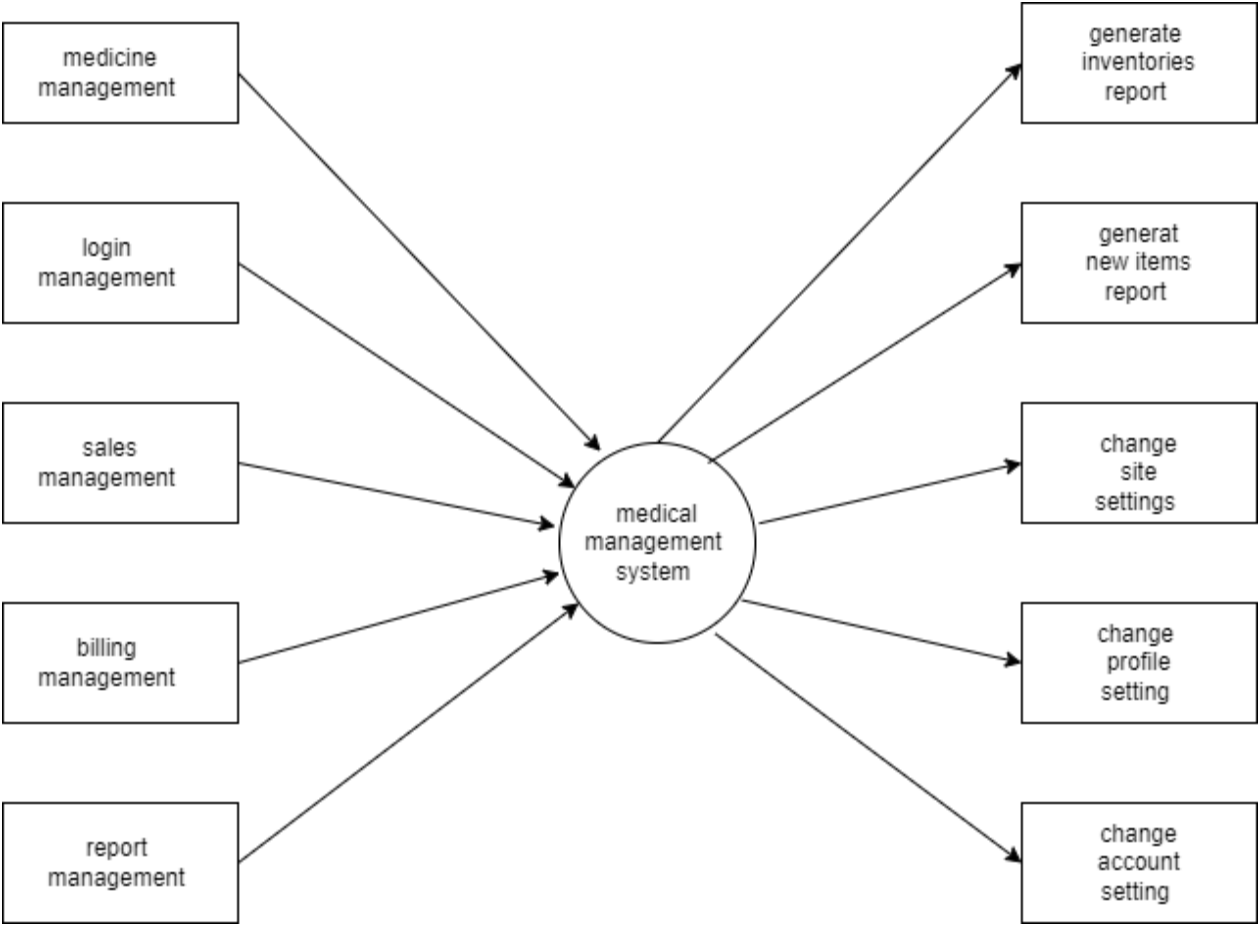 medicine
management
login
management
sales
management
billing
management
report
management
medical
management
system
generate
inventories
report
generat
new items
report
change
site
settings
change
profile
setting
change
account
setting